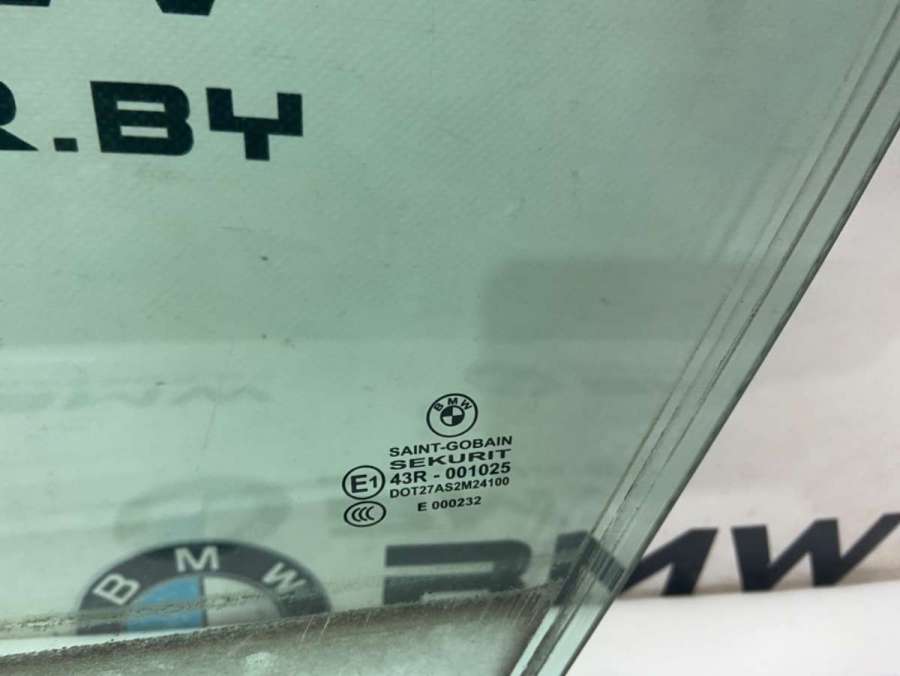 R.BY
BMW
SAINT-GOBAIN
SEKURIT
E1 43R - 001025
DOT27AS2M24100
CCC E 000232
BMW
BMW